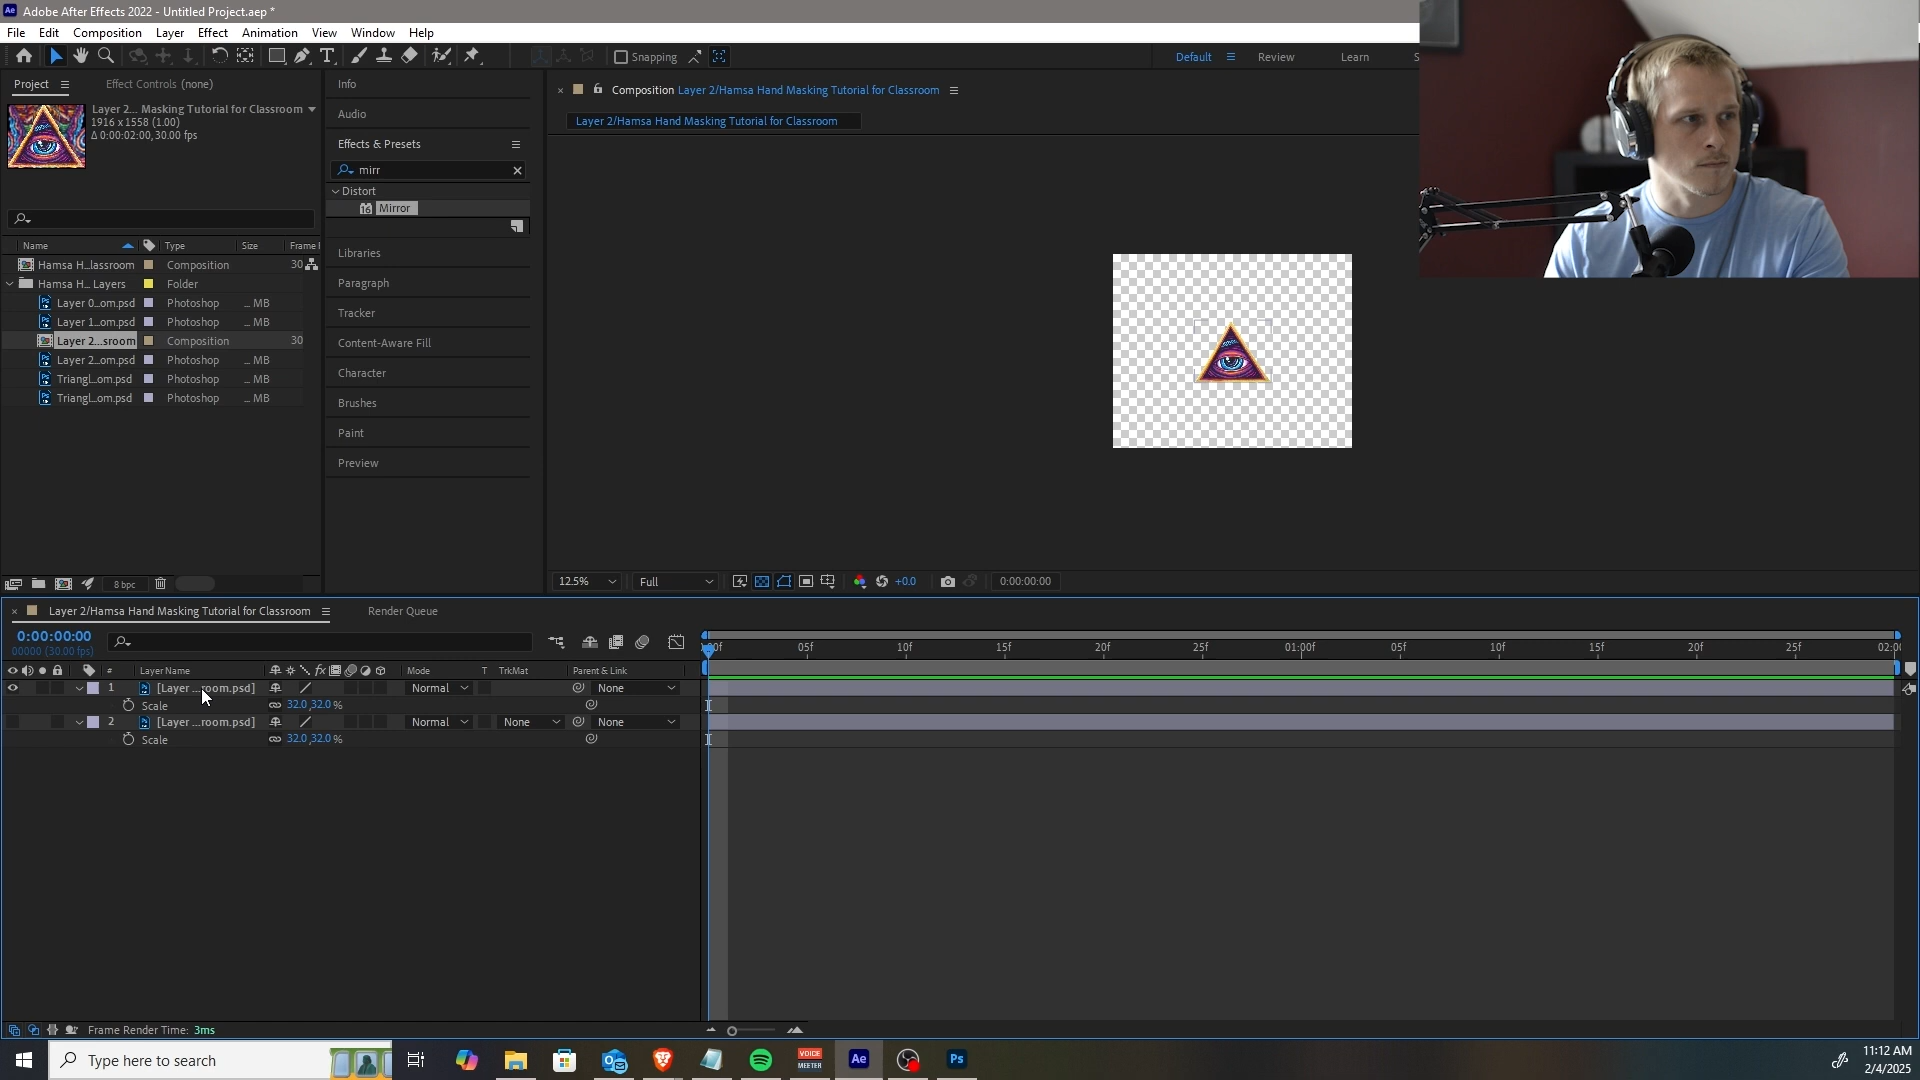 Adobe After Effects 2022 - Untitled Project.aep *
File Edit Composition Layer Effect Animation View Window Help
Snapping
Default Review Learn S
Project Effect Controls (none)
Layer 2... Masking Tutorial for Classroom
1916 x 1558 (1.00)
Δ 0:00:02:00, 30.00 fps
Name Type Size Frame
Hamsa H...lassroom Composition 30
Hamsa H... Layers Folder
Layer 0...om.psd Photoshop ... MB
Layer 1...om.psd Photoshop ... MB
Layer 2...sroom Composition 30
Layer 2...om.psd Photoshop ... MB
Triangl...om.psd Photoshop ... MB
Triangl...om.psd Photoshop ... MB
8 bpc
Info
Audio
Effects & Presets
mirr
Distort
16 Mirror
Libraries
Paragraph
Tracker
Content-Aware Fill
Character
Brushes
Paint
Preview
Composition Layer 2/Hamsa Hand Masking Tutorial for Classroom
Layer 2/Hamsa Hand Masking Tutorial for Classroom
12.5% Full +0.0 0:00:00:00
Layer 2/Hamsa Hand Masking Tutorial for Classroom Render Queue
0:00:00:00
00000 (30.00 fps)
:00f 05f 10f 15f 20f 25f 01:00f 05f 10f 15f 20f 25f 02:0
# Layer Name Mode T TrkMat Parent & Link
1 [Layer ...room.psd] Normal None
Scale 32.0,32.0 %
2 [Layer ...room.psd] Normal None None
Scale 32.0,32.0 %
Frame Render Time: 3ms
Type here to search
VOICE
MEETER
Ae
Ps
11:12 AM
2/4/2025